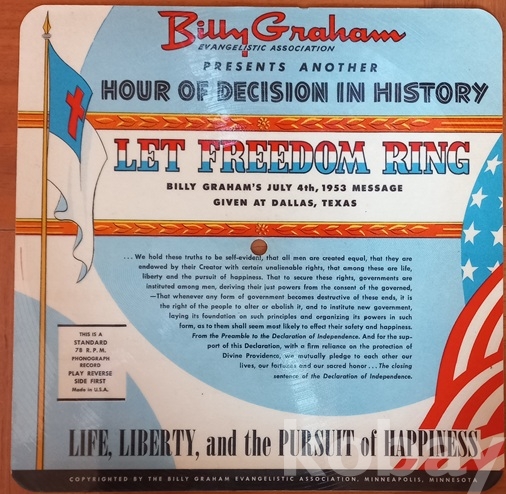 Billy Graham
EVANGELISTIC ASSOCIATION
PRESENTS ANOTHER
HOUR OF DECISION IN HISTORY
LET FREEDOM RING
BILLY GRAHAM'S JULY 4th, 1953 MESSAGE
GIVEN AT DALLAS, TEXAS
... We hold these truths to be self-evident, that all men are created equal, that they are
endowed by their Creator with certain unalienable rights, that among these are life,
liberty and the pursuit of happiness. That to secure these rights, governments are
instituted among men, deriving their just powers from the consent of the governed,
—That whenever any form of government becomes destructive of these ends, it is
the right of the people to alter or abolish it, and to institute new government,
laying its foundation on such principles and organizing its powers in such
form, as to them shall seem most likely to effect their safety and happiness.
From the Preamble to the Declaration of Independence. And for the sup-
port of this Declaration, with a firm reliance on the protection of
Divine Providence, we mutually pledge to each other our
lives, our fortunes and our sacred honor . . . The closing
sentence of the Declaration of Independence.
THIS IS A
STANDARD
78 R.P.M.
PHONOGRAPH
RECORD
PLAY REVERSE
SIDE FIRST
Made in U.S.A.
LIFE, LIBERTY, and the PURSUIT of HAPPINESS
COPYRIGHTED BY THE BILLY GRAHAM EVANGELISTIC ASSOCIATION, MINNEAPOLIS, MINNESOTA